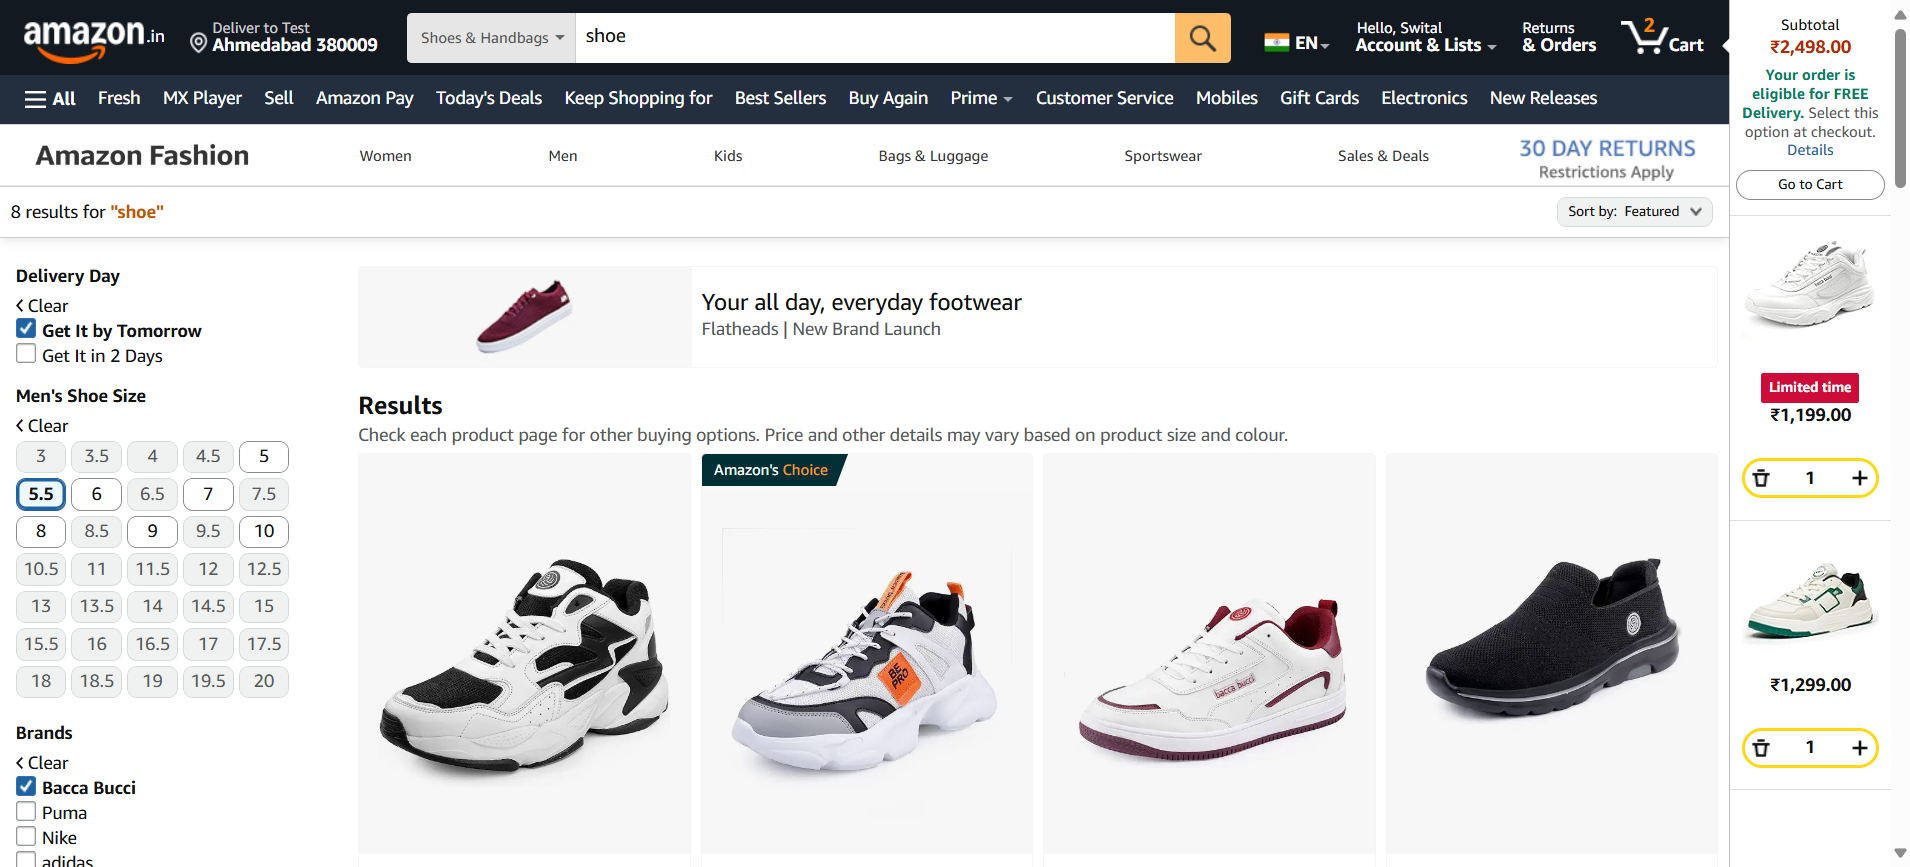 amazon.in
Deliver to Test
Ahmedabad 380009
Shoes & Handbags
shoe
EN
Hello, Swital
Account & Lists
Returns
& Orders
2
Cart
All
Fresh
MX Player
Sell
Amazon Pay
Today's Deals
Keep Shopping for
Best Sellers
Buy Again
Prime
Customer Service
Mobiles
Gift Cards
Electronics
New Releases
Amazon Fashion
Women
Men
Kids
Bags & Luggage
Sportswear
Sales & Deals
30 DAY RETURNS
Restrictions Apply
8 results for "shoe"
Sort by: Featured
Delivery Day
Clear
Get It by Tomorrow
Get It in 2 Days
Men's Shoe Size
Clear
3 3.5 4 4.5 5
5.5 6 6.5 7 7.5
8 8.5 9 9.5 10
10.5 11 11.5 12 12.5
13 13.5 14 14.5 15
15.5 16 16.5 17 17.5
18 18.5 19 19.5 20
Brands
Clear
Bacca Bucci
Puma
Nike
adidas
Your all day, everyday footwear
Flatheads | New Brand Launch
Results
Check each product page for other buying options. Price and other details may vary based on product size and colour.
Amazon's Choice
BE
PRO
bacca bucci
Subtotal
₹2,498.00
Your order is
eligible for FREE
Delivery. Select this
option at checkout.
Details
Go to Cart
Limited time
₹1,199.00
1
₹1,299.00
1